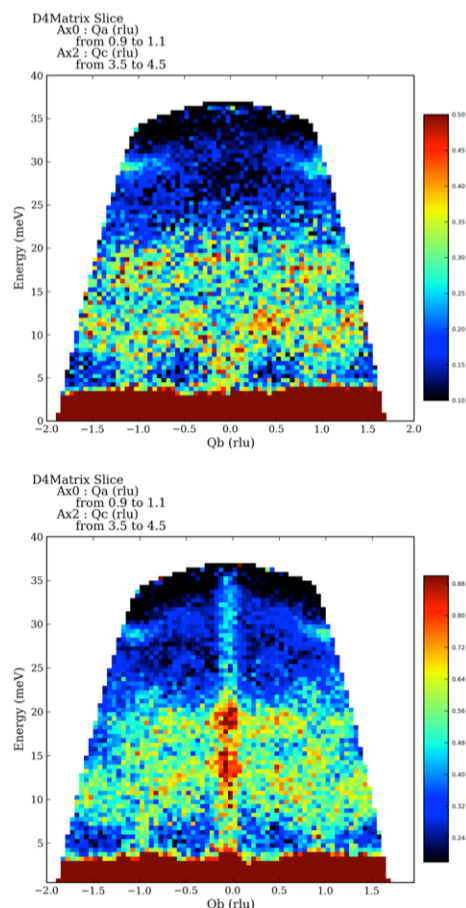 D4Matrix Slice
Ax0 : Qa (rlu)
from 0.9 to 1.1
Ax2 : Qc (rlu)
from 3.5 to 4.5
40
35
30
25
20
15
10
5
0
Energy (meV)
−2.0 −1.5 −1.0 −0.5 0.0 0.5 1.0 1.5 2.0
Qb (rlu)
0.50
0.45
0.40
0.35
0.30
0.25
0.20
0.15
0.10
D4Matrix Slice
Ax0 : Qa (rlu)
from 0.9 to 1.1
Ax2 : Qc (rlu)
from 3.5 to 4.5
40
35
30
25
20
15
10
5
Energy (meV)
−2.0 −1.5 −1.0 −0.5 0.0 0.5 1.0 1.5
Qb (rlu)
0.88
0.80
0.72
0.64
0.56
0.48
0.40
0.32
0.24